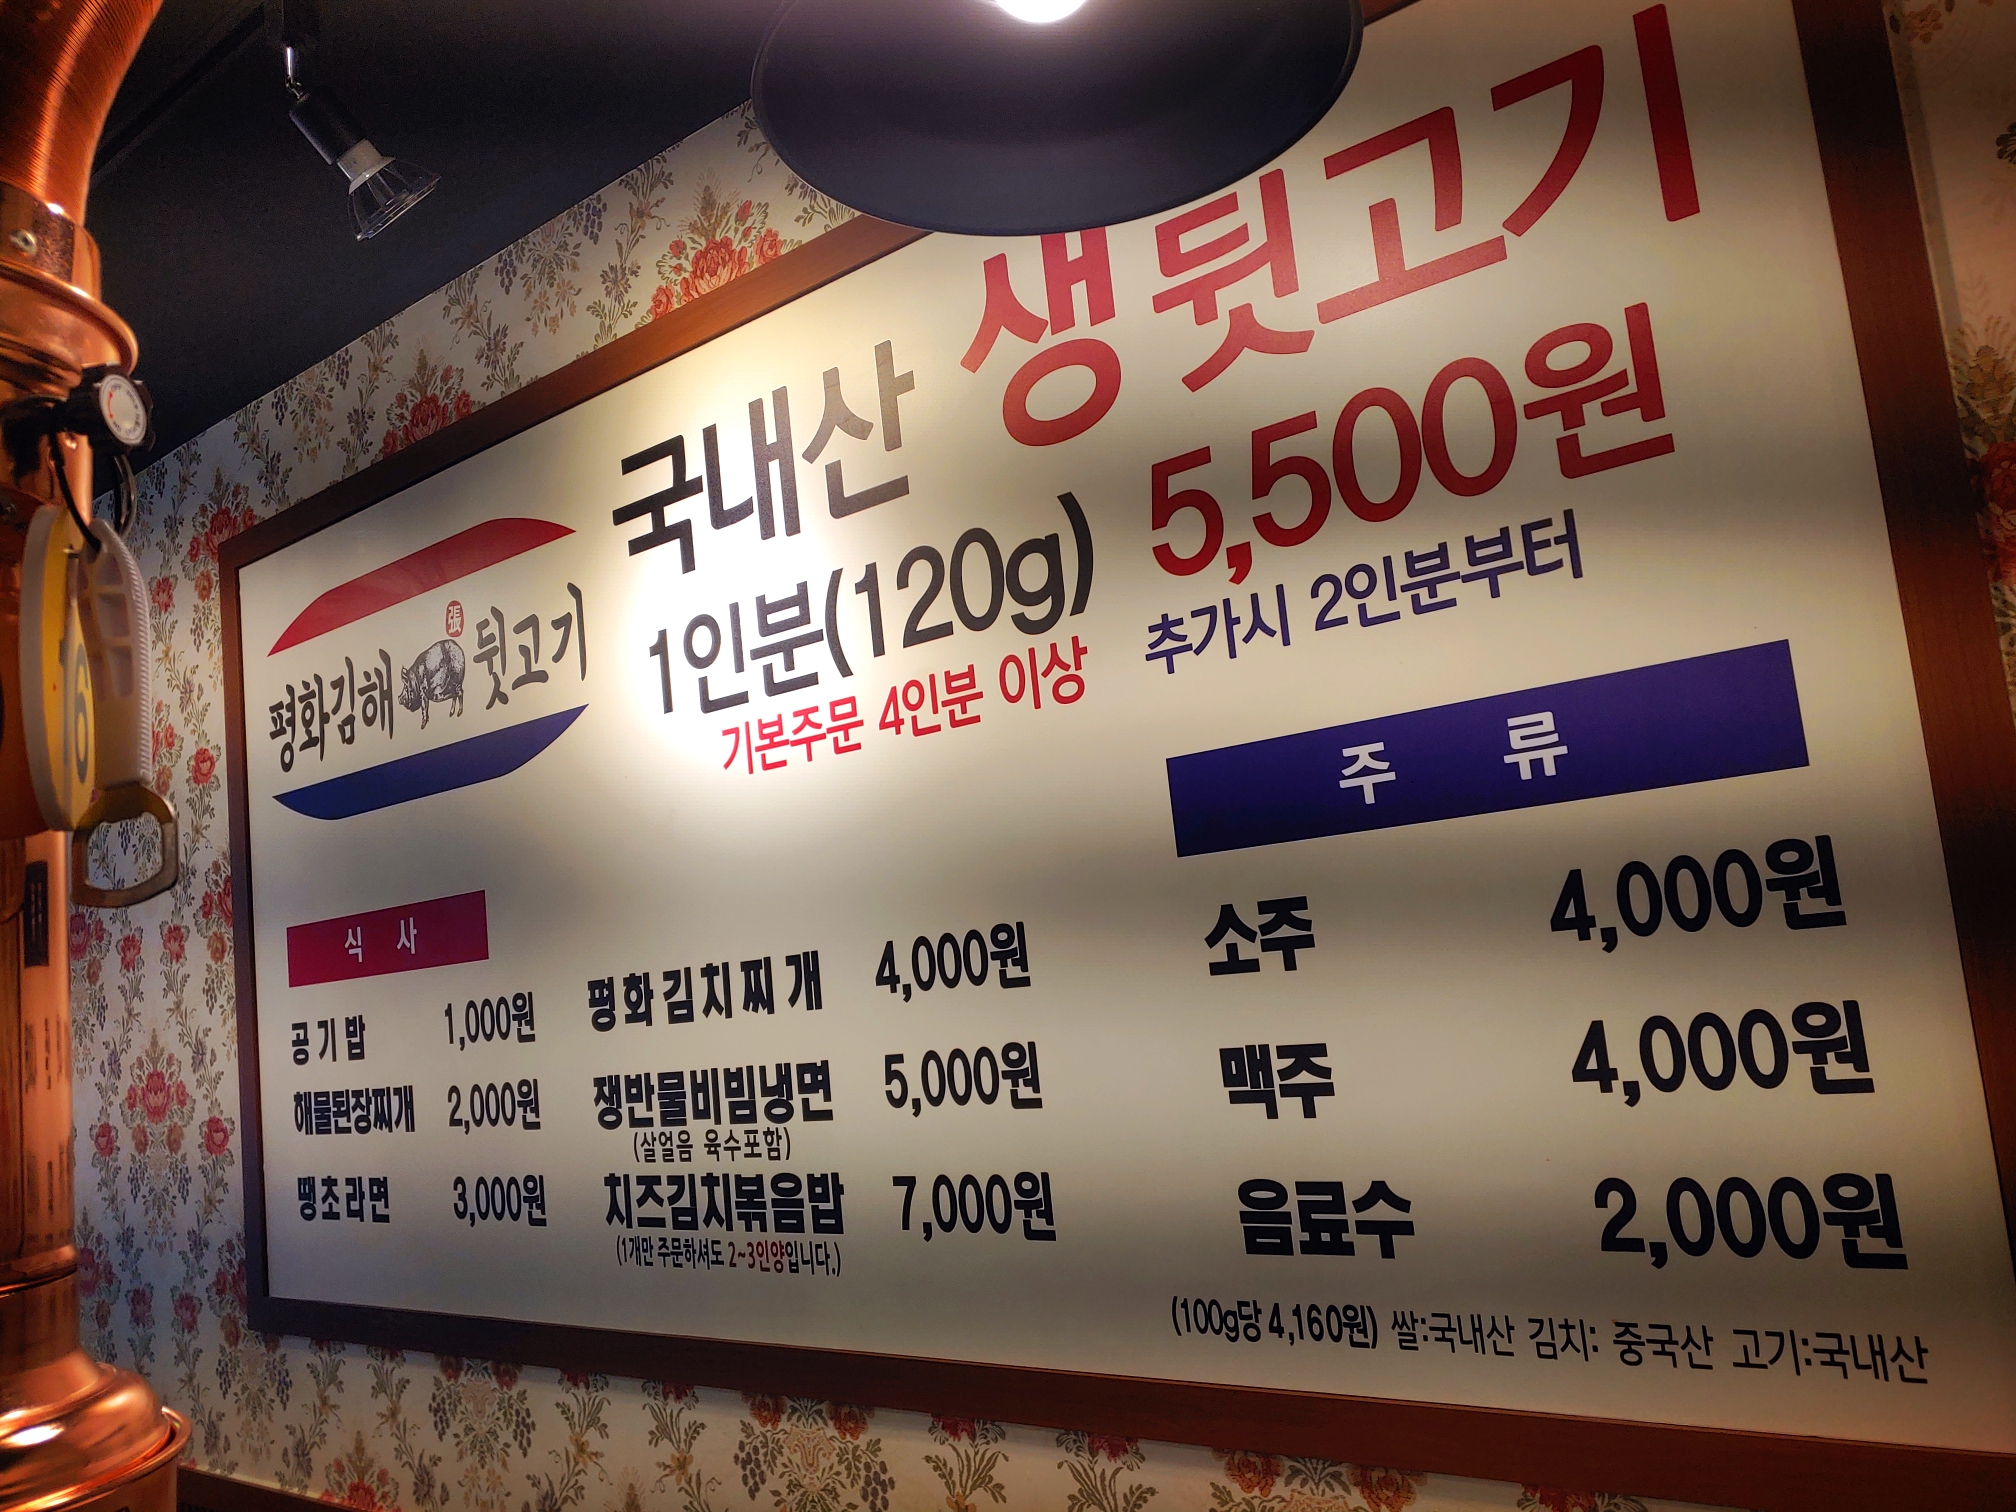 국내산 생뒷고기
1인분(120g) 5,500원
기본주문 4인분 이상
추가시 2인분부터
張
평화김해 뒷고기
식 사
공기밥 1,000원
해물된장찌개 2,000원
땡초라면 3,000원
평화김치찌개 4,000원
쟁반물비빔냉면 5,000원
(살얼음 육수포함)
치즈김치볶음밥 7,000원
(1개만 주문하셔도 2~3인양입니다.)
주 류
소주 4,000원
맥주 4,000원
음료수 2,000원
(100g당 4,160원) 쌀:국내산 김치: 중국산 고기:국내산
16